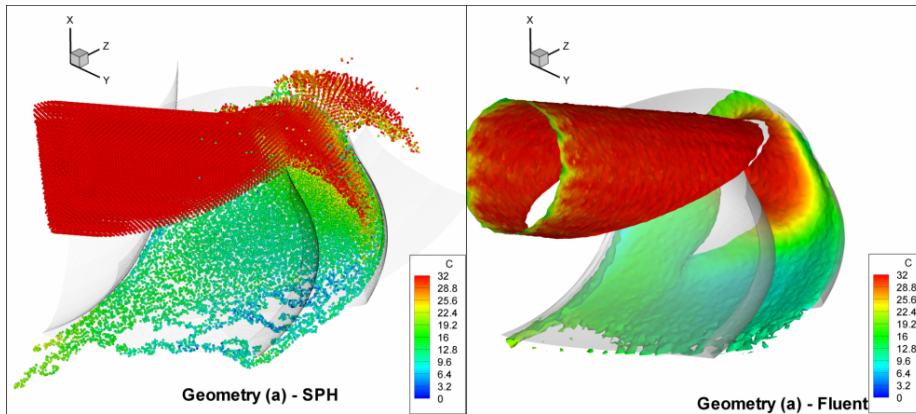 X
Z
Y
C
32
28.8
25.6
22.4
19.2
16
12.8
9.6
6.4
3.2
0
Geometry (a) - SPH
X
Z
Y
C
32
28.8
25.6
22.4
19.2
16
12.8
9.6
6.4
3.2
0
Geometry (a) - Fluent